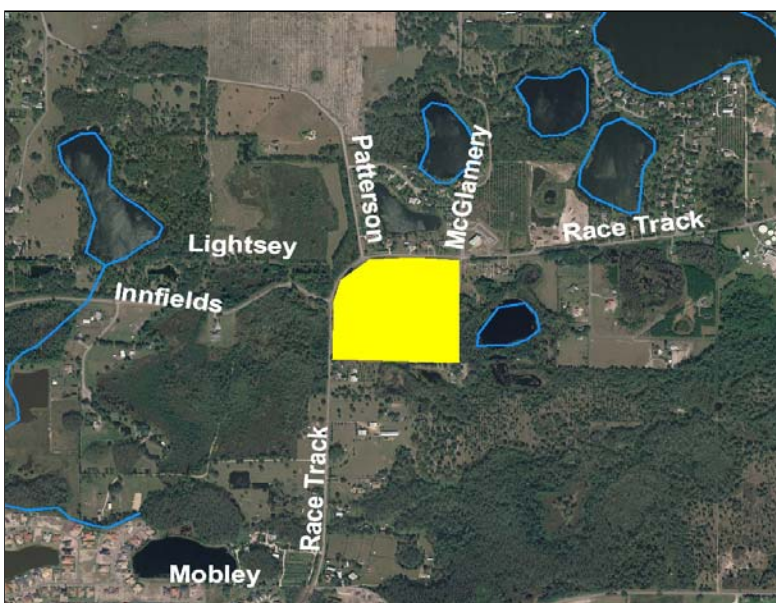 Patterson
McGlamery
Race Track
Lightsey
Innfields
Race Track
Mobley